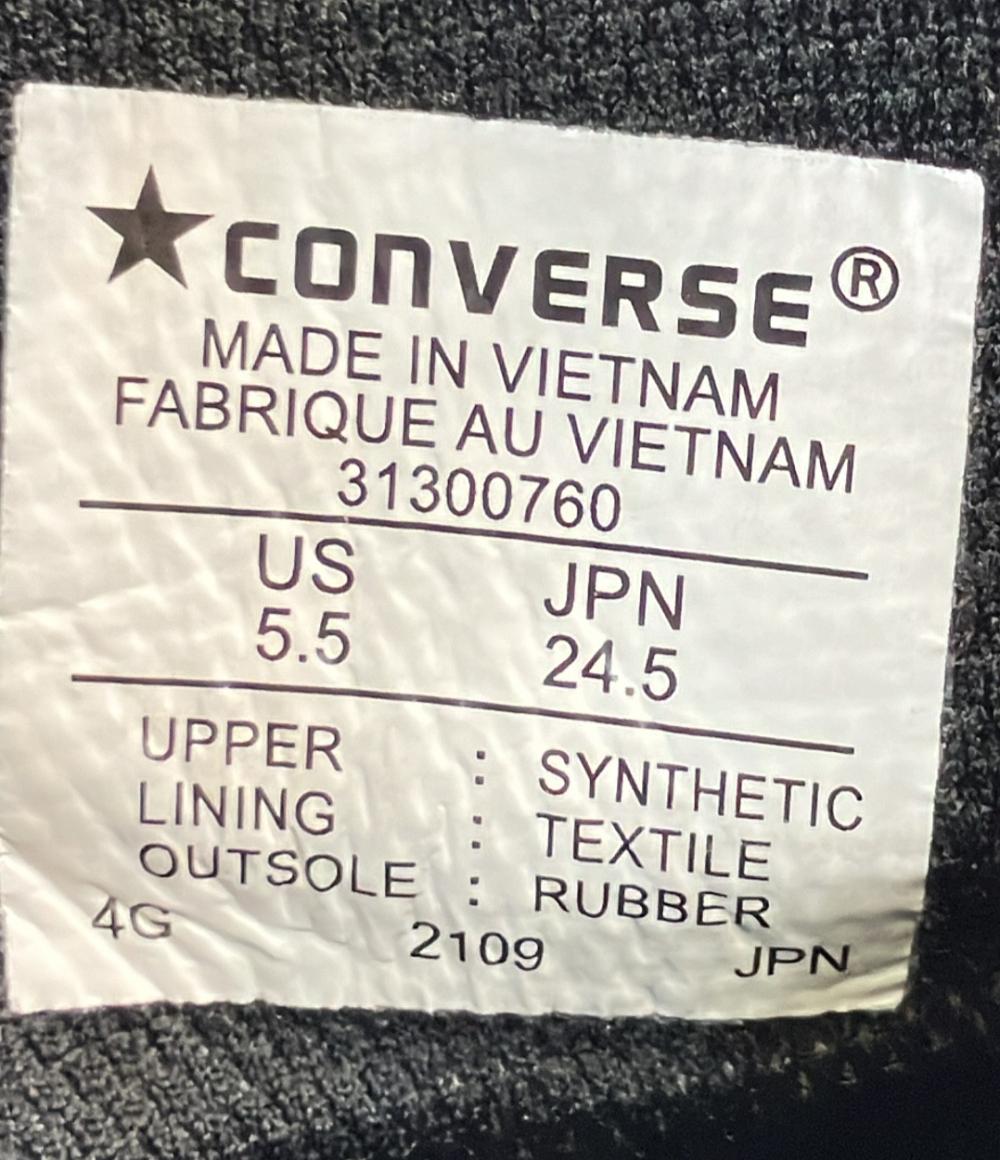 CONVERSE®
MADE IN VIETNAM
FABRIQUE AU VIETNAM
31300760
US JPN
5.5 24.5
UPPER : SYNTHETIC
LINING : TEXTILE
OUTSOLE : RUBBER
4G 2109 JPN